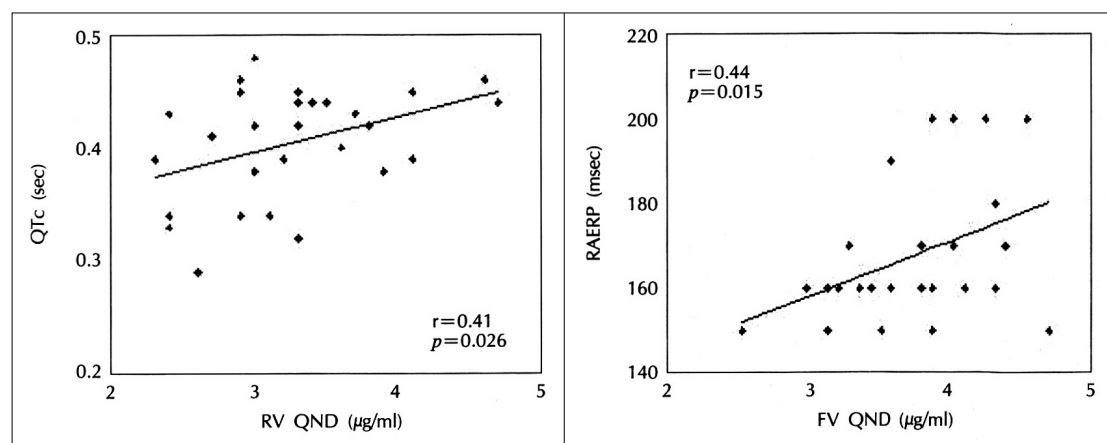 0.5
0.4
0.3
0.2
QTc (sec)
r=0.41
p=0.026
2 3 4 5
RV QND (μg/ml)
220
200
180
160
140
RAERP (msec)
r=0.44
p=0.015
2 3 4 5
FV QND (μg/ml)